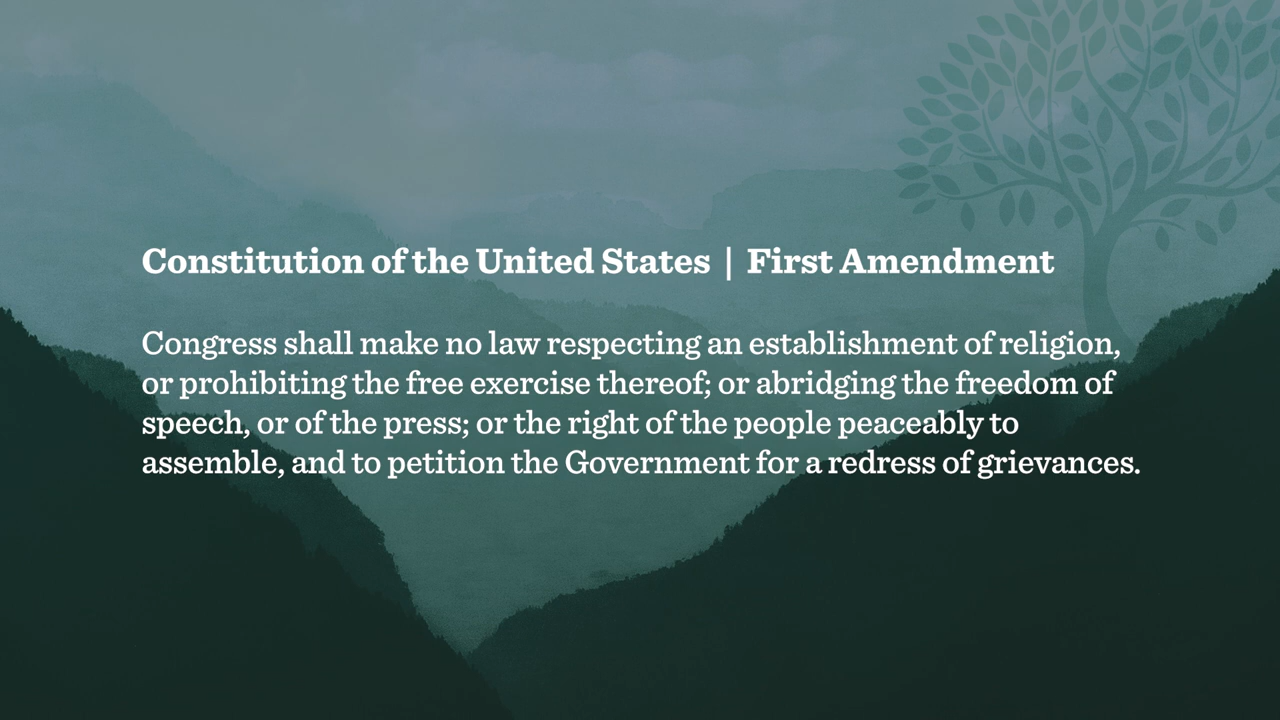 Constitution of the United States | First Amendment
Congress shall make no law respecting an establishment of religion,
or prohibiting the free exercise thereof; or abridging the freedom of
speech, or of the press; or the right of the people peaceably to
assemble, and to petition the Government for a redress of grievances.